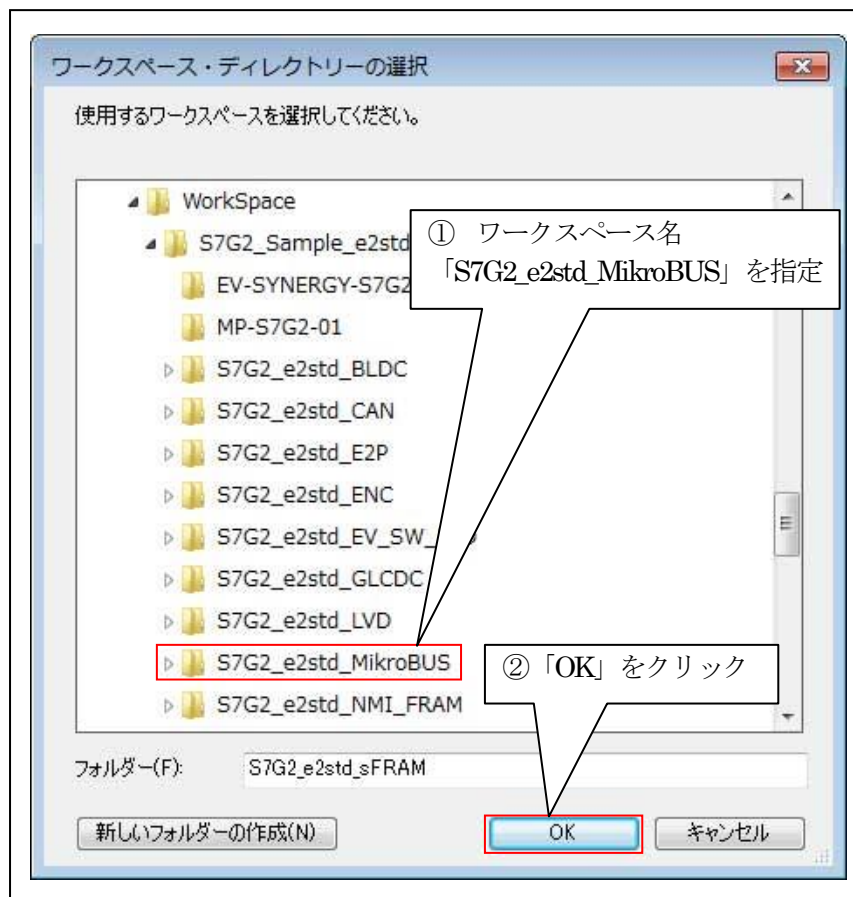 ワークスペース・ディレクトリーの選択
使用するワークスペースを選択してください。
WorkSpace
S7G2_Sample_e2std
EV-SYNERGY-S7G2
MP-S7G2-01
S7G2_e2std_BLDC
S7G2_e2std_CAN
S7G2_e2std_E2P
S7G2_e2std_ENC
S7G2_e2std_EV_SW_
S7G2_e2std_GLCDC
S7G2_e2std_LVD
S7G2_e2std_MikroBUS
S7G2_e2std_NMI_FRAM
① ワークスペース名
「S7G2_e2std_MikroBUS」を指定
②「OK」をクリック
フォルダー(F): S7G2_e2std_sFRAM
新しいフォルダーの作成(N) OK キャンセル